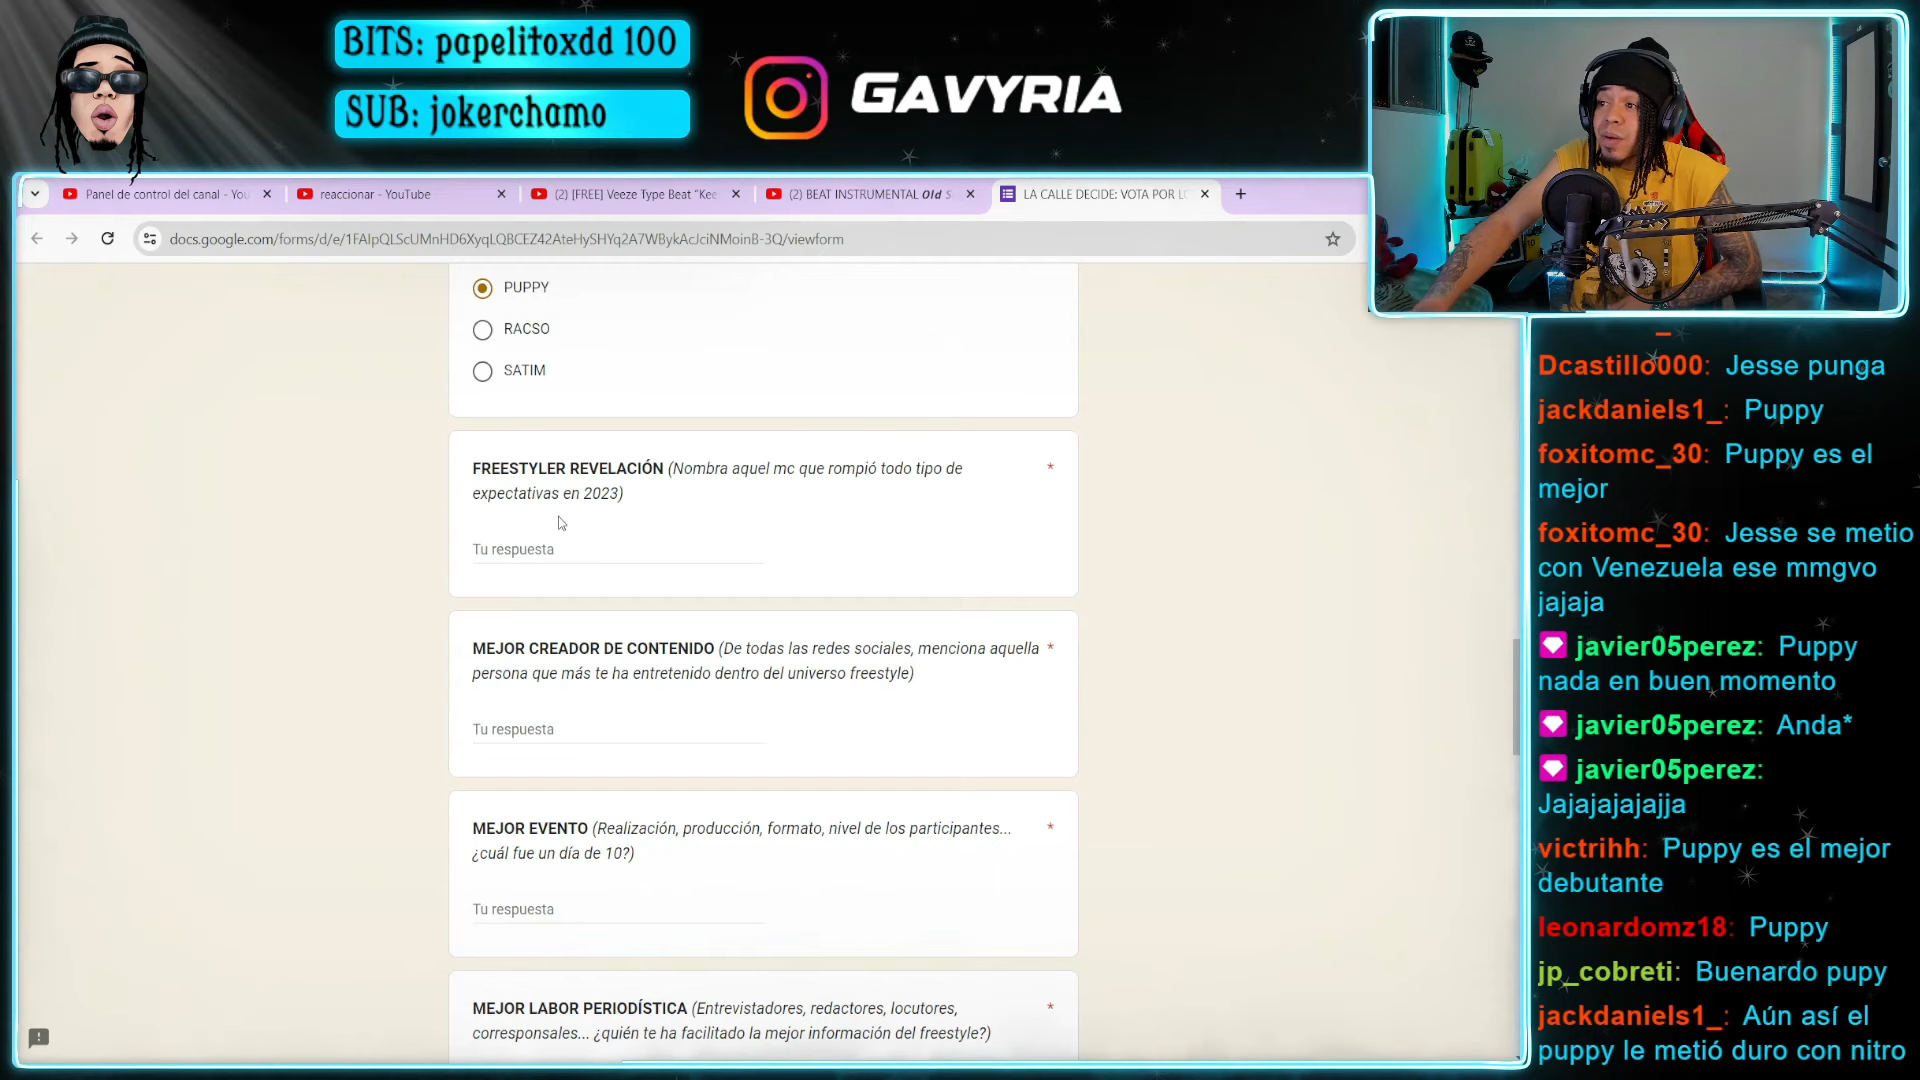 BITS: papelitoxdd 100
SUB: jokerchamo
GAVYRIA
Panel de control del canal - You
reaccionar - YouTube
(2) [FREE] Veeze Type Beat "Kee
(2) BEAT INSTRUMENTAL Old S
LA CALLE DECIDE: VOTA POR LO
docs.google.com/forms/d/e/1FAIpQLScUMnHD6XyqLQBCEZ42AteHySHYq2A7WBykAcJciNMoinB-3Q/viewform
PUPPY
RACSO
SATIM
FREESTYLER REVELACIÓN (Nombra aquel mc que rompió todo tipo de *
expectativas en 2023)
Tu respuesta
MEJOR CREADOR DE CONTENIDO (De todas las redes sociales, menciona aquella *
persona que más te ha entretenido dentro del universo freestyle)
Tu respuesta
MEJOR EVENTO (Realización, producción, formato, nivel de los participantes... *
¿cuál fue un día de 10?)
Tu respuesta
MEJOR LABOR PERIODÍSTICA (Entrevistadores, redactores, locutores, *
corresponsales... ¿quién te ha facilitado la mejor información del freestyle?)
Dcastillo000: Jesse punga
jackdaniels1_: Puppy
foxitomc_30: Puppy es el
mejor
foxitomc_30: Jesse se metio
con Venezuela ese mmgvo
jajaja
javier05perez: Puppy
nada en buen momento
javier05perez: Anda*
javier05perez:
Jajajajajajja
victrihh: Puppy es el mejor
debutante
leonardomz18: Puppy
jp_cobreti: Buenardo pupy
jackdaniels1_: Aún así el
puppy le metió duro con nitro